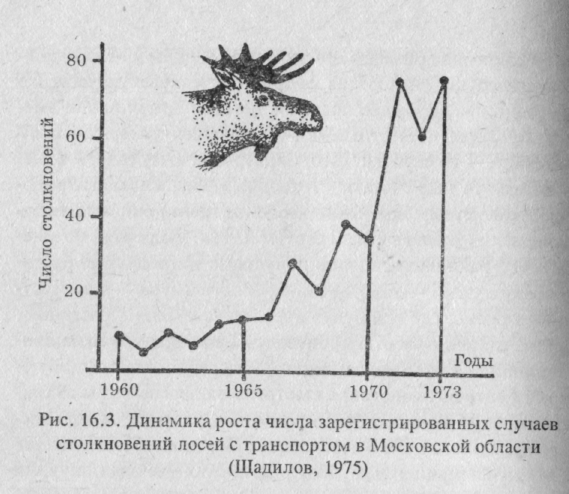 Число столкновений
80
60
40
20
Годы
1960 1965 1970 1973
Рис. 16.3. Динамика роста числа зарегистрированных случаев
столкновений лосей с транспортом в Московской области
(Щадилов, 1975)